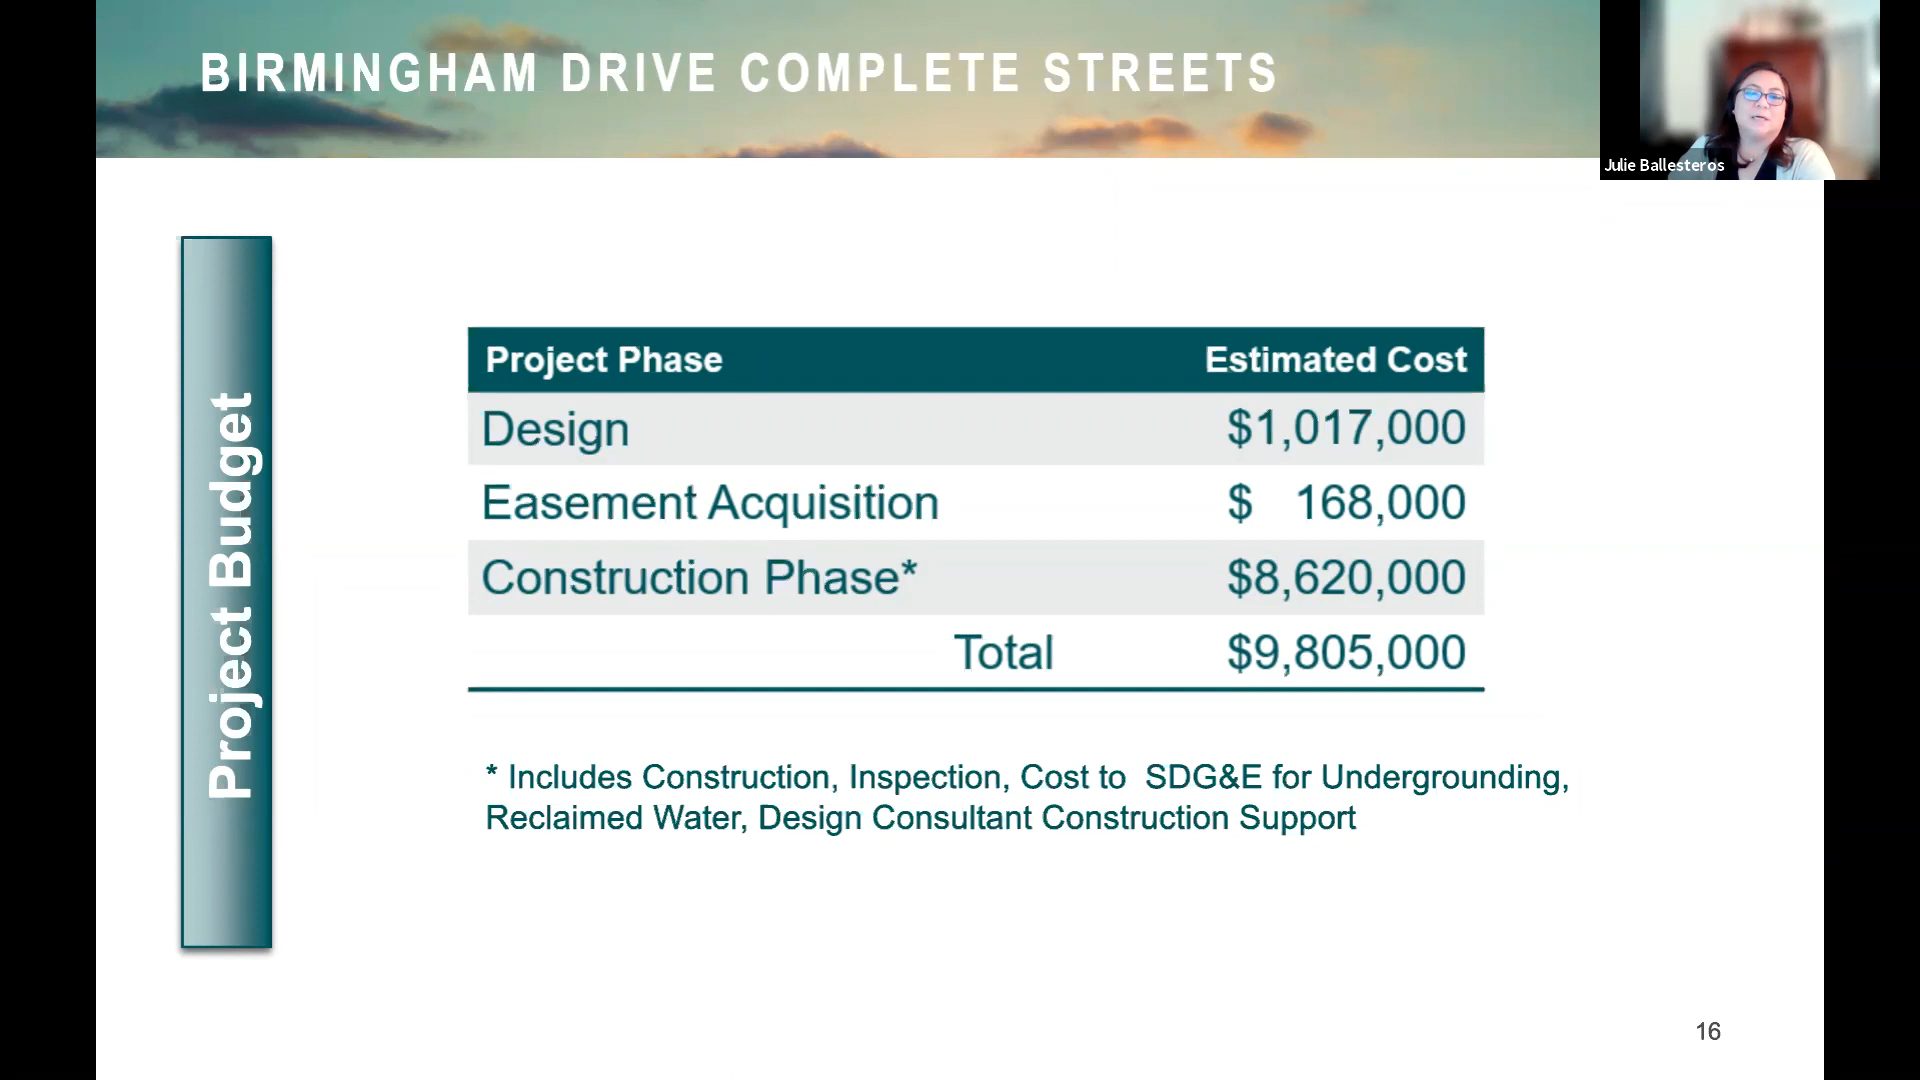 BIRMINGHAM DRIVE COMPLETE STREETS
Julie Ballesteros
Project Budget
Project Phase Estimated Cost
Design $1,017,000
Easement Acquisition $ 168,000
Construction Phase* $8,620,000
Total $9,805,000
* Includes Construction, Inspection, Cost to SDG&E for Undergrounding,
Reclaimed Water, Design Consultant Construction Support
16